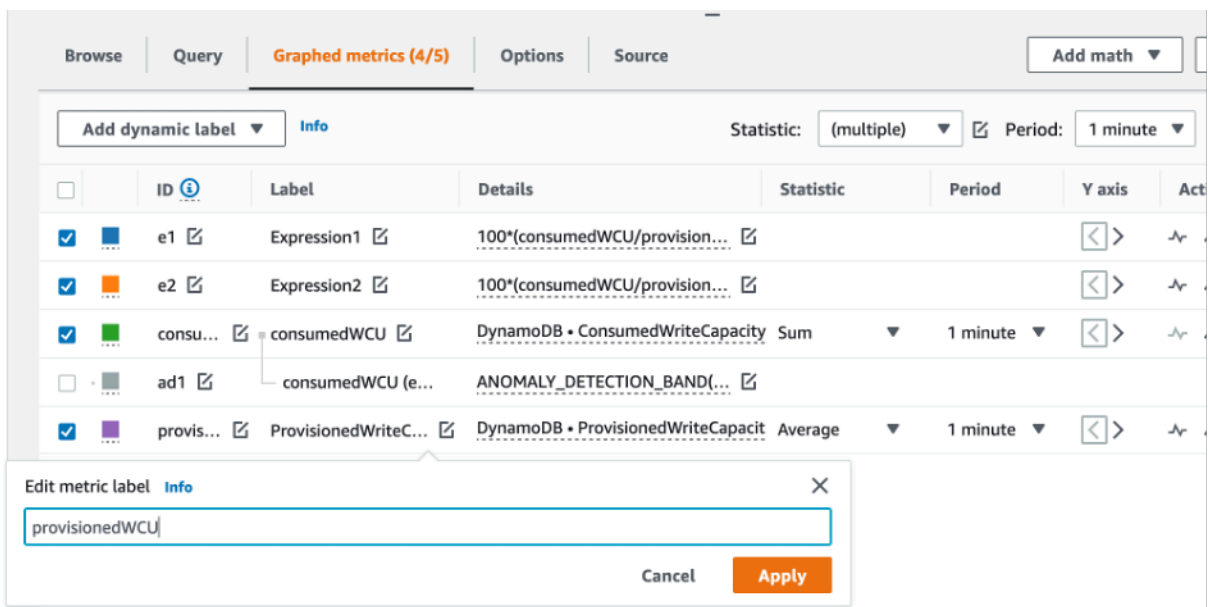 Browse Query Graphed metrics (4/5) Options Source Add math
Add dynamic label Info Statistic: (multiple) Period: 1 minute
ID Label Details Statistic Period Y axis Acti
e1 Expression1 100*(consumedWCU/provision...
e2 Expression2 100*(consumedWCU/provision...
consu... consumedWCU DynamoDB • ConsumedWriteCapacity Sum 1 minute
ad1 consumedWCU (e... ANOMALY_DETECTION_BAND(...
provis... ProvisionedWriteC... DynamoDB • ProvisionedWriteCapacit Average 1 minute
Edit metric label Info
provisionedWCU
Cancel Apply